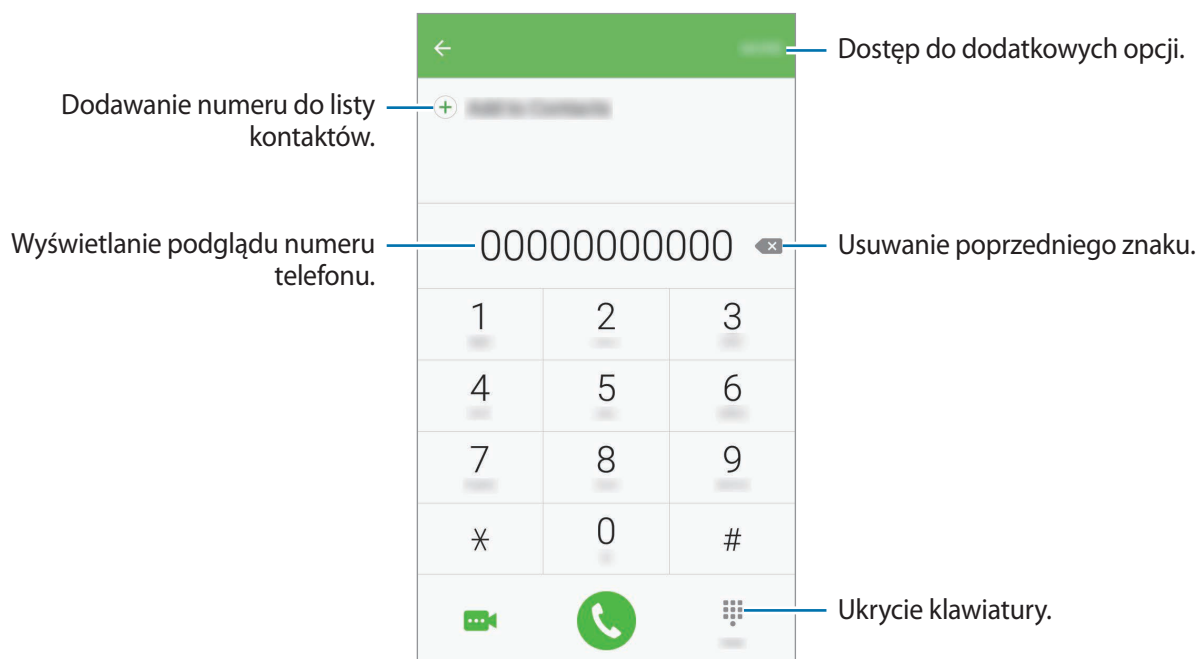 Dostęp do dodatkowych opcji.
Dodawanie numeru do listy
kontaktów.
Wyświetlanie podglądu numeru
telefonu.
00000000000
Usuwanie poprzedniego znaku.
1 2 3
4 5 6
7 8 9
* 0 #
Ukrycie klawiatury.